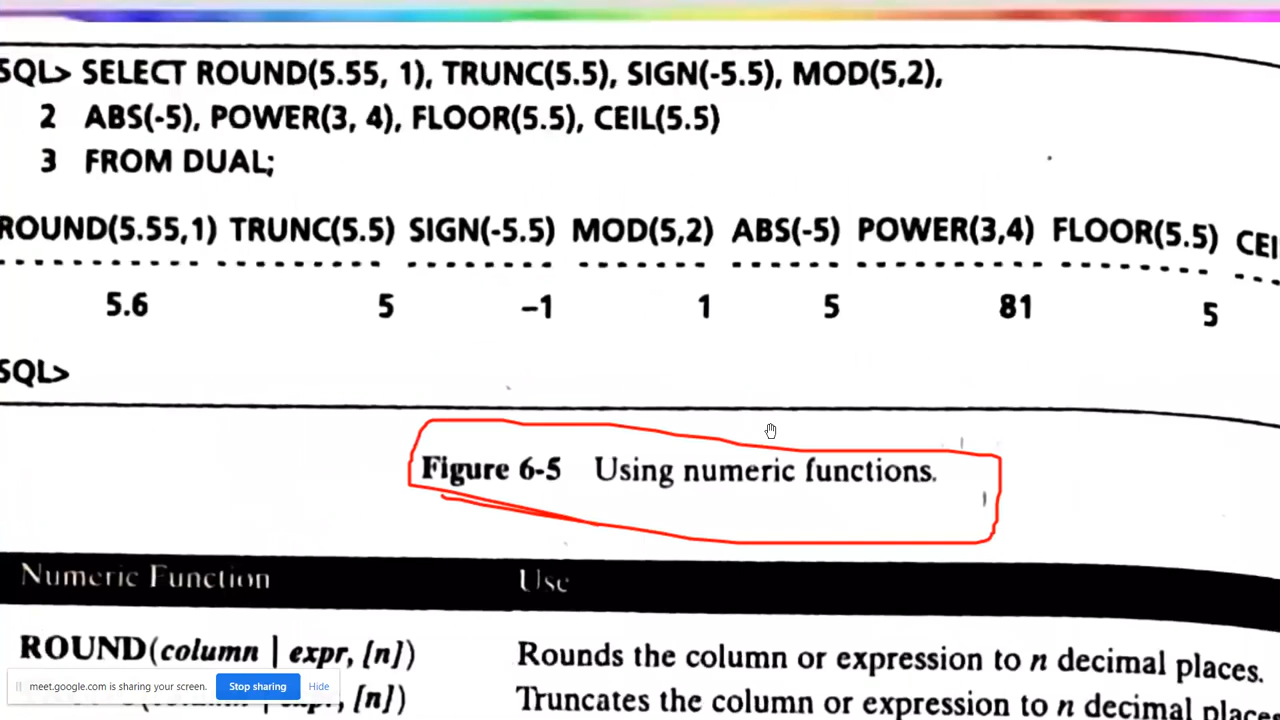 SQL> SELECT ROUND(5.55, 1), TRUNC(5.5), SIGN(-5.5), MOD(5,2),
2 ABS(-5), POWER(3, 4), FLOOR(5.5), CEIL(5.5)
3 FROM DUAL;
ROUND(5.55,1) TRUNC(5.5) SIGN(-5.5) MOD(5,2) ABS(-5) POWER(3,4) FLOOR(5.5) CEI
5.6 5 –1 1 5 81 5
SQL>
Figure 6-5 Using numeric functions.
Numeric Function Use
ROUND(column | expr, [n]) Rounds the column or expression to n decimal places.
meet.google.com is sharing your screen. Stop sharing Hide
[n]) Truncates the column or expression to n decimal places